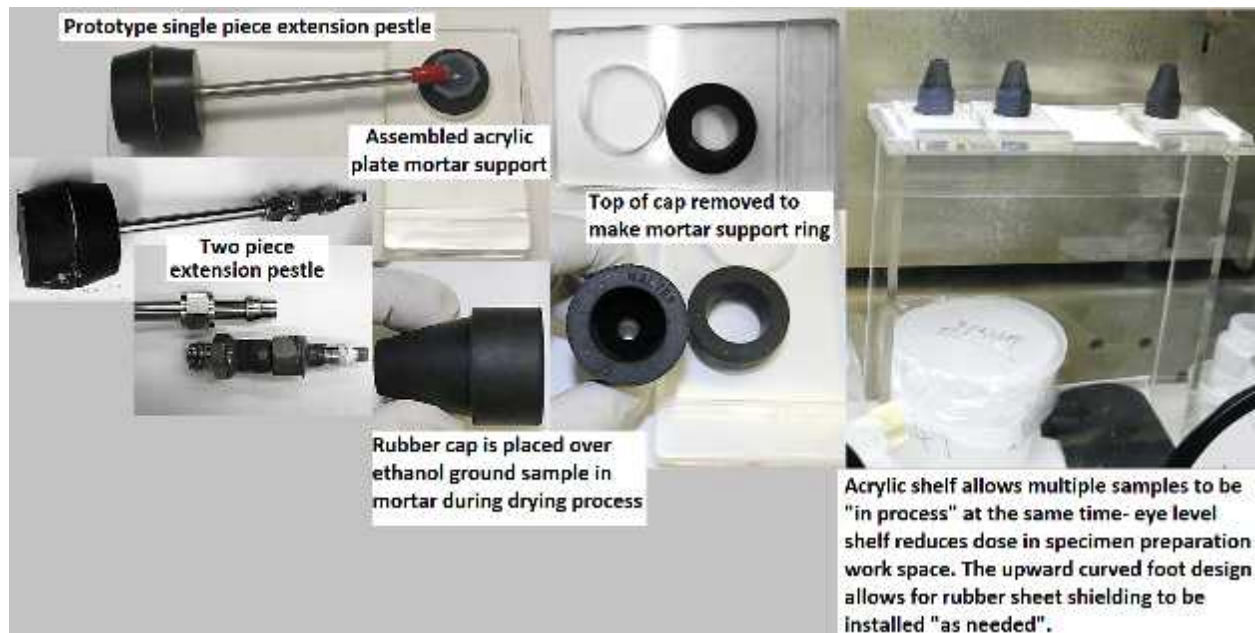 Prototype single piece extension pestle
Assembled acrylic
plate mortar support
Top of cap removed to
make mortar support ring
Two piece
extension pestle
Rubber cap is placed over
ethanol ground sample in
mortar during drying process
Acrylic shelf allows multiple samples to be
"in process" at the same time- eye level
shelf reduces dose in specimen preparation
work space. The upward curved foot design
allows for rubber sheet shielding to be
installed "as needed".